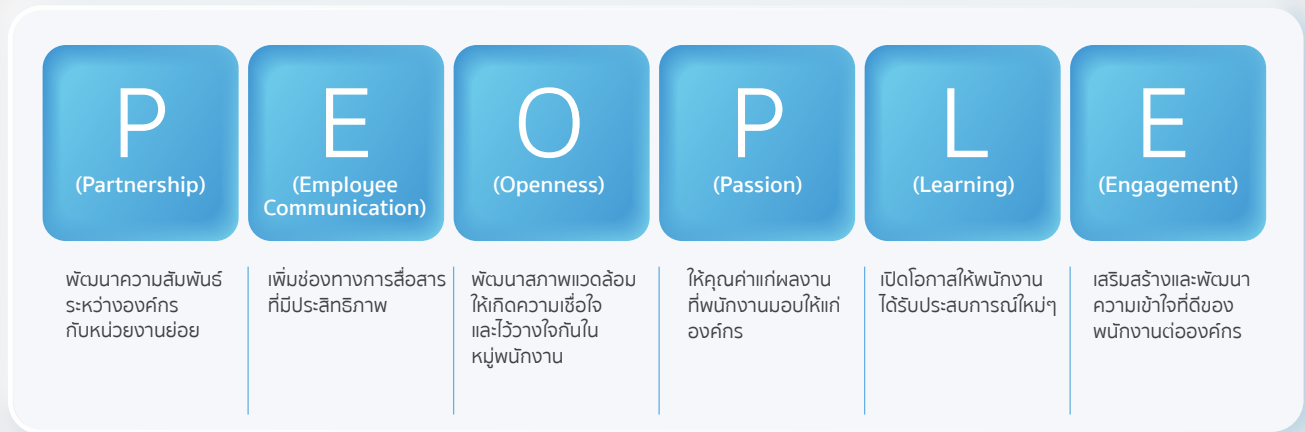 P
(Partnership)
พัฒนาความสัมพันธ์
ระหว่างองค์กร
กับหน่วยงานย่อย
E
(Employee
Communication)
เพิ่มช่องทางการสื่อสาร
ที่มีประสิทธิภาพ
O
(Openness)
พัฒนาสภาพแวดล้อม
ให้เกิดความเชื่อใจ
และไว้วางใจกันใน
หมู่พนักงาน
P
(Passion)
ให้คุณค่าแก่ผลงาน
ที่พนักงานมอบให้แก่
องค์กร
L
(Learning)
เปิดโอกาสให้พนักงาน
ได้รับประสบการณ์ใหม่ๆ
E
(Engagement)
เสริมสร้างและพัฒนา
ความเข้าใจที่ดีของ
พนักงานต่อองค์กร